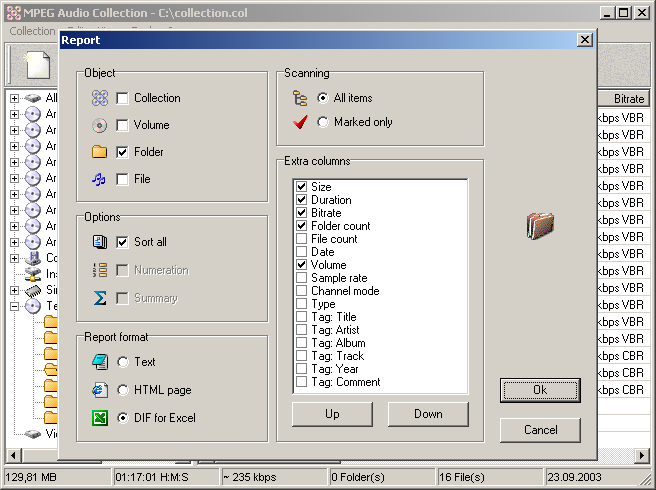 MPEG Audio Collection - C:\collection.col
Collection
Report
Object
Collection
Volume
Folder
File
Options
Sort all
Numeration
Summary
Report format
Text
HTML page
DIF for Excel
Scanning
All items
Marked only
Extra columns
Size
Duration
Bitrate
Folder count
File count
Date
Volume
Sample rate
Channel mode
Type
Tag: Title
Tag: Artist
Tag: Album
Tag: Track
Tag: Year
Tag: Comment
Up
Down
Ok
Cancel
Al
Ar
Ar
Ar
Ar
Ar
Ar
Ar
Ar
Co
Ins
Sir
Te
Vi
Bitrate
kbps VBR
kbps VBR
kbps VBR
kbps VBR
kbps VBR
kbps VBR
kbps VBR
kbps VBR
kbps VBR
kbps VBR
kbps VBR
kbps VBR
kbps VBR
kbps VBR
kbps CBR
kbps CBR
kbps CBR
129,81 MB
01:17:01 H:M:S
~ 235 kbps
0 Folder(s)
16 File(s)
23.09.2003